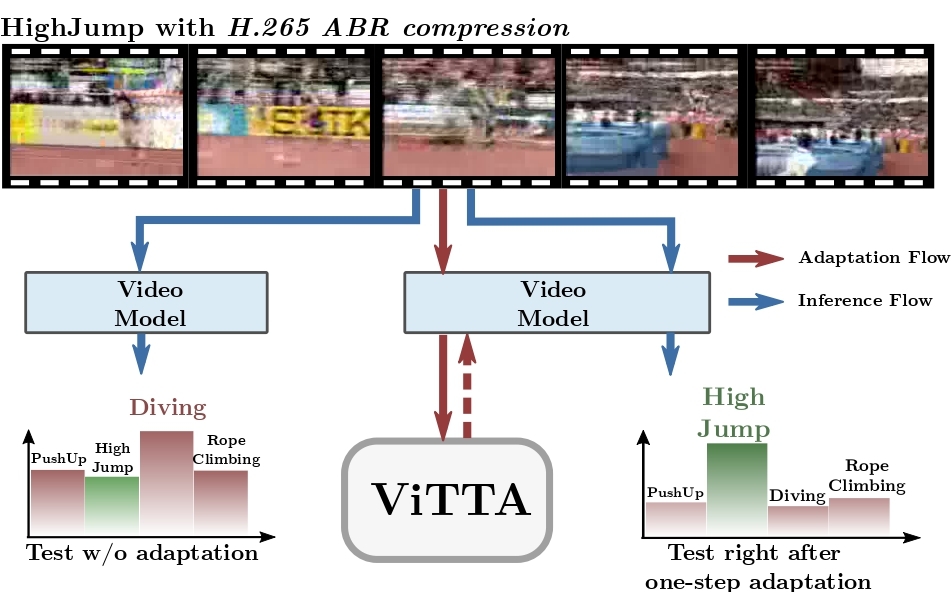 HighJump with H.265 ABR compression
Video
Model
Video
Model
Adaptation Flow
Inference Flow
Diving
PushUp
High
Jump
Rope
Climbing
Test w/o adaptation
ViTTA
High
Jump
PushUp
Diving
Rope
Climbing
Test right after
one-step adaptation